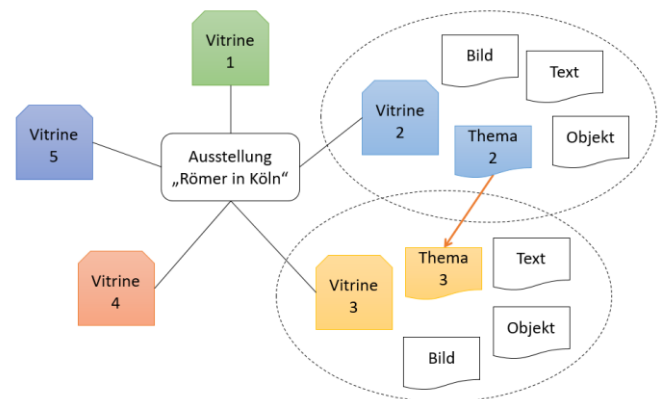 Vitrine
1
Bild
Text
Vitrine
2
Thema
2
Objekt
Vitrine
5
Ausstellung
„Römer in Köln“
Vitrine
4
Vitrine
3
Thema
3
Text
Objekt
Bild